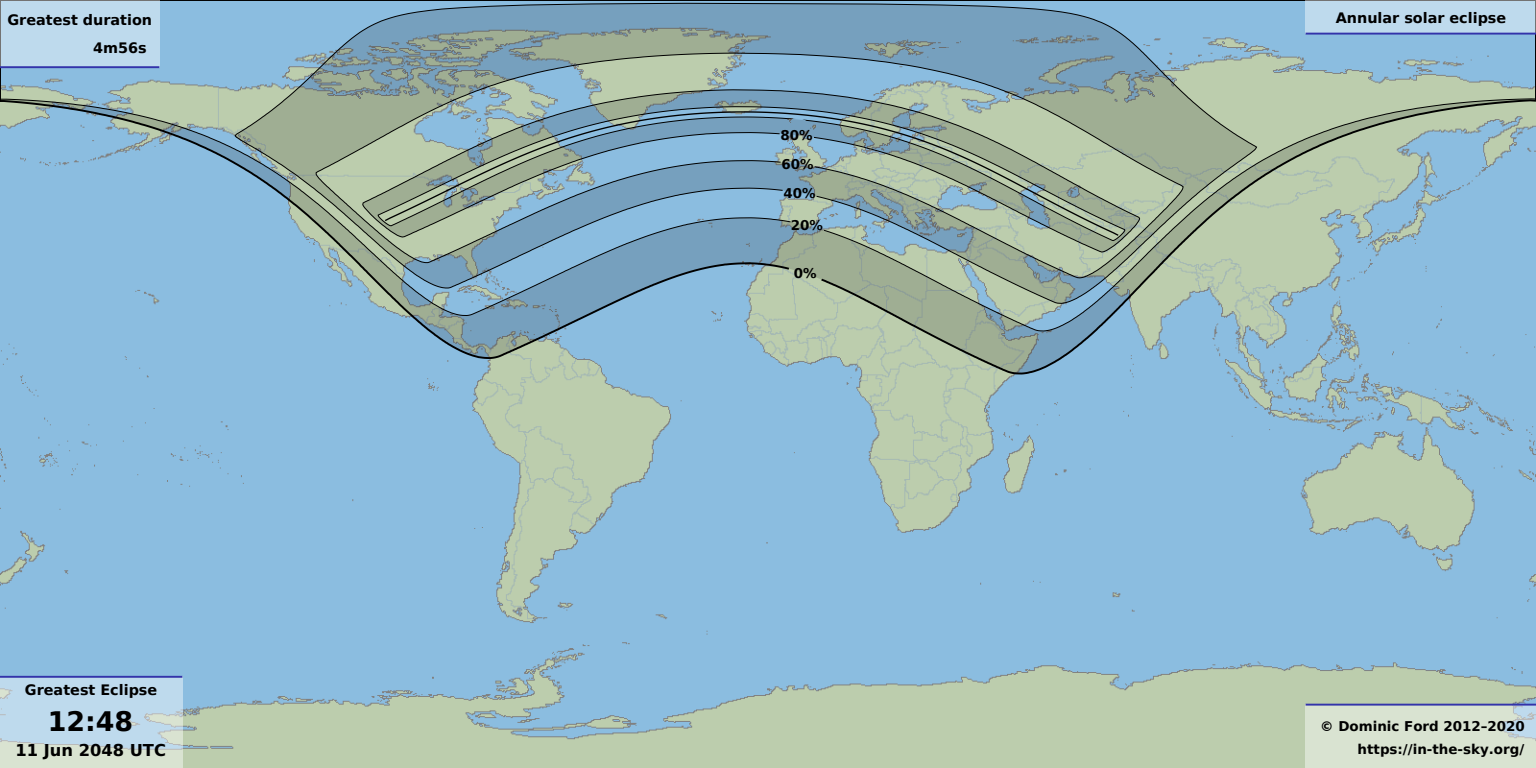 Greatest duration
4m56s
Annular solar eclipse
80%
60%
40%
20%
0%
Greatest Eclipse
12:48
11 Jun 2048 UTC
© Dominic Ford 2012–2020
https://in-the-sky.org/